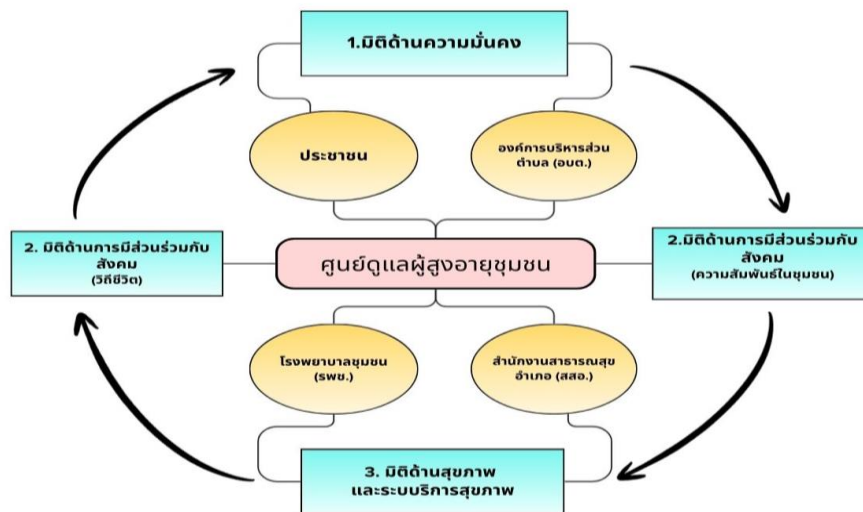 1.มิติด้านความมั่นคง
ประชาชน
องค์การบริหารส่วน
ตำบล (อบต.)
2. มิติด้านการมีส่วนร่วมกับ
สังคม
(วิถีชีวิต)
ศูนย์ดูแลผู้สูงอายุชุมชน
2.มิติด้านการมีส่วนร่วมกับ
สังคม
(ความสัมพันธ์ในชุมชน)
โรงพยาบาลชุมชน
(รพช.)
สำนักงานสาธารณสุข
อำเภอ (สสอ.)
3. มิติด้านสุขภาพ
และระบบบริการสุขภาพ